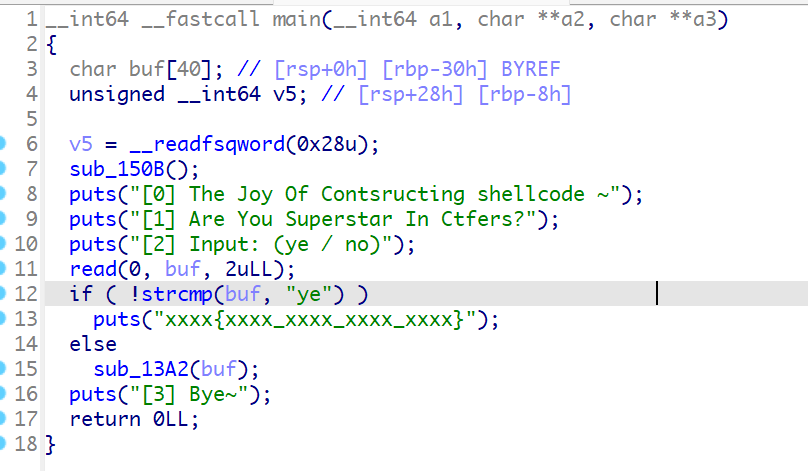 1 __int64 __fastcall main(__int64 a1, char **a2, char **a3)
2 {
3 char buf[40]; // [rsp+0h] [rbp-30h] BYREF
4 unsigned __int64 v5; // [rsp+28h] [rbp-8h]
5
6 v5 = __readfsqword(0x28u);
7 sub_150B();
8 puts("[0] The Joy Of Contsructing shellcode ~");
9 puts("[1] Are You Superstar In Ctfers?");
10 puts("[2] Input: (ye / no)");
11 read(0, buf, 2uLL);
12 if ( !strcmp(buf, "ye") )
13 puts("xxxx{xxxx_xxxx_xxxx_xxxx}");
14 else
15 sub_13A2(buf);
16 puts("[3] Bye~");
17 return 0LL;
18 }